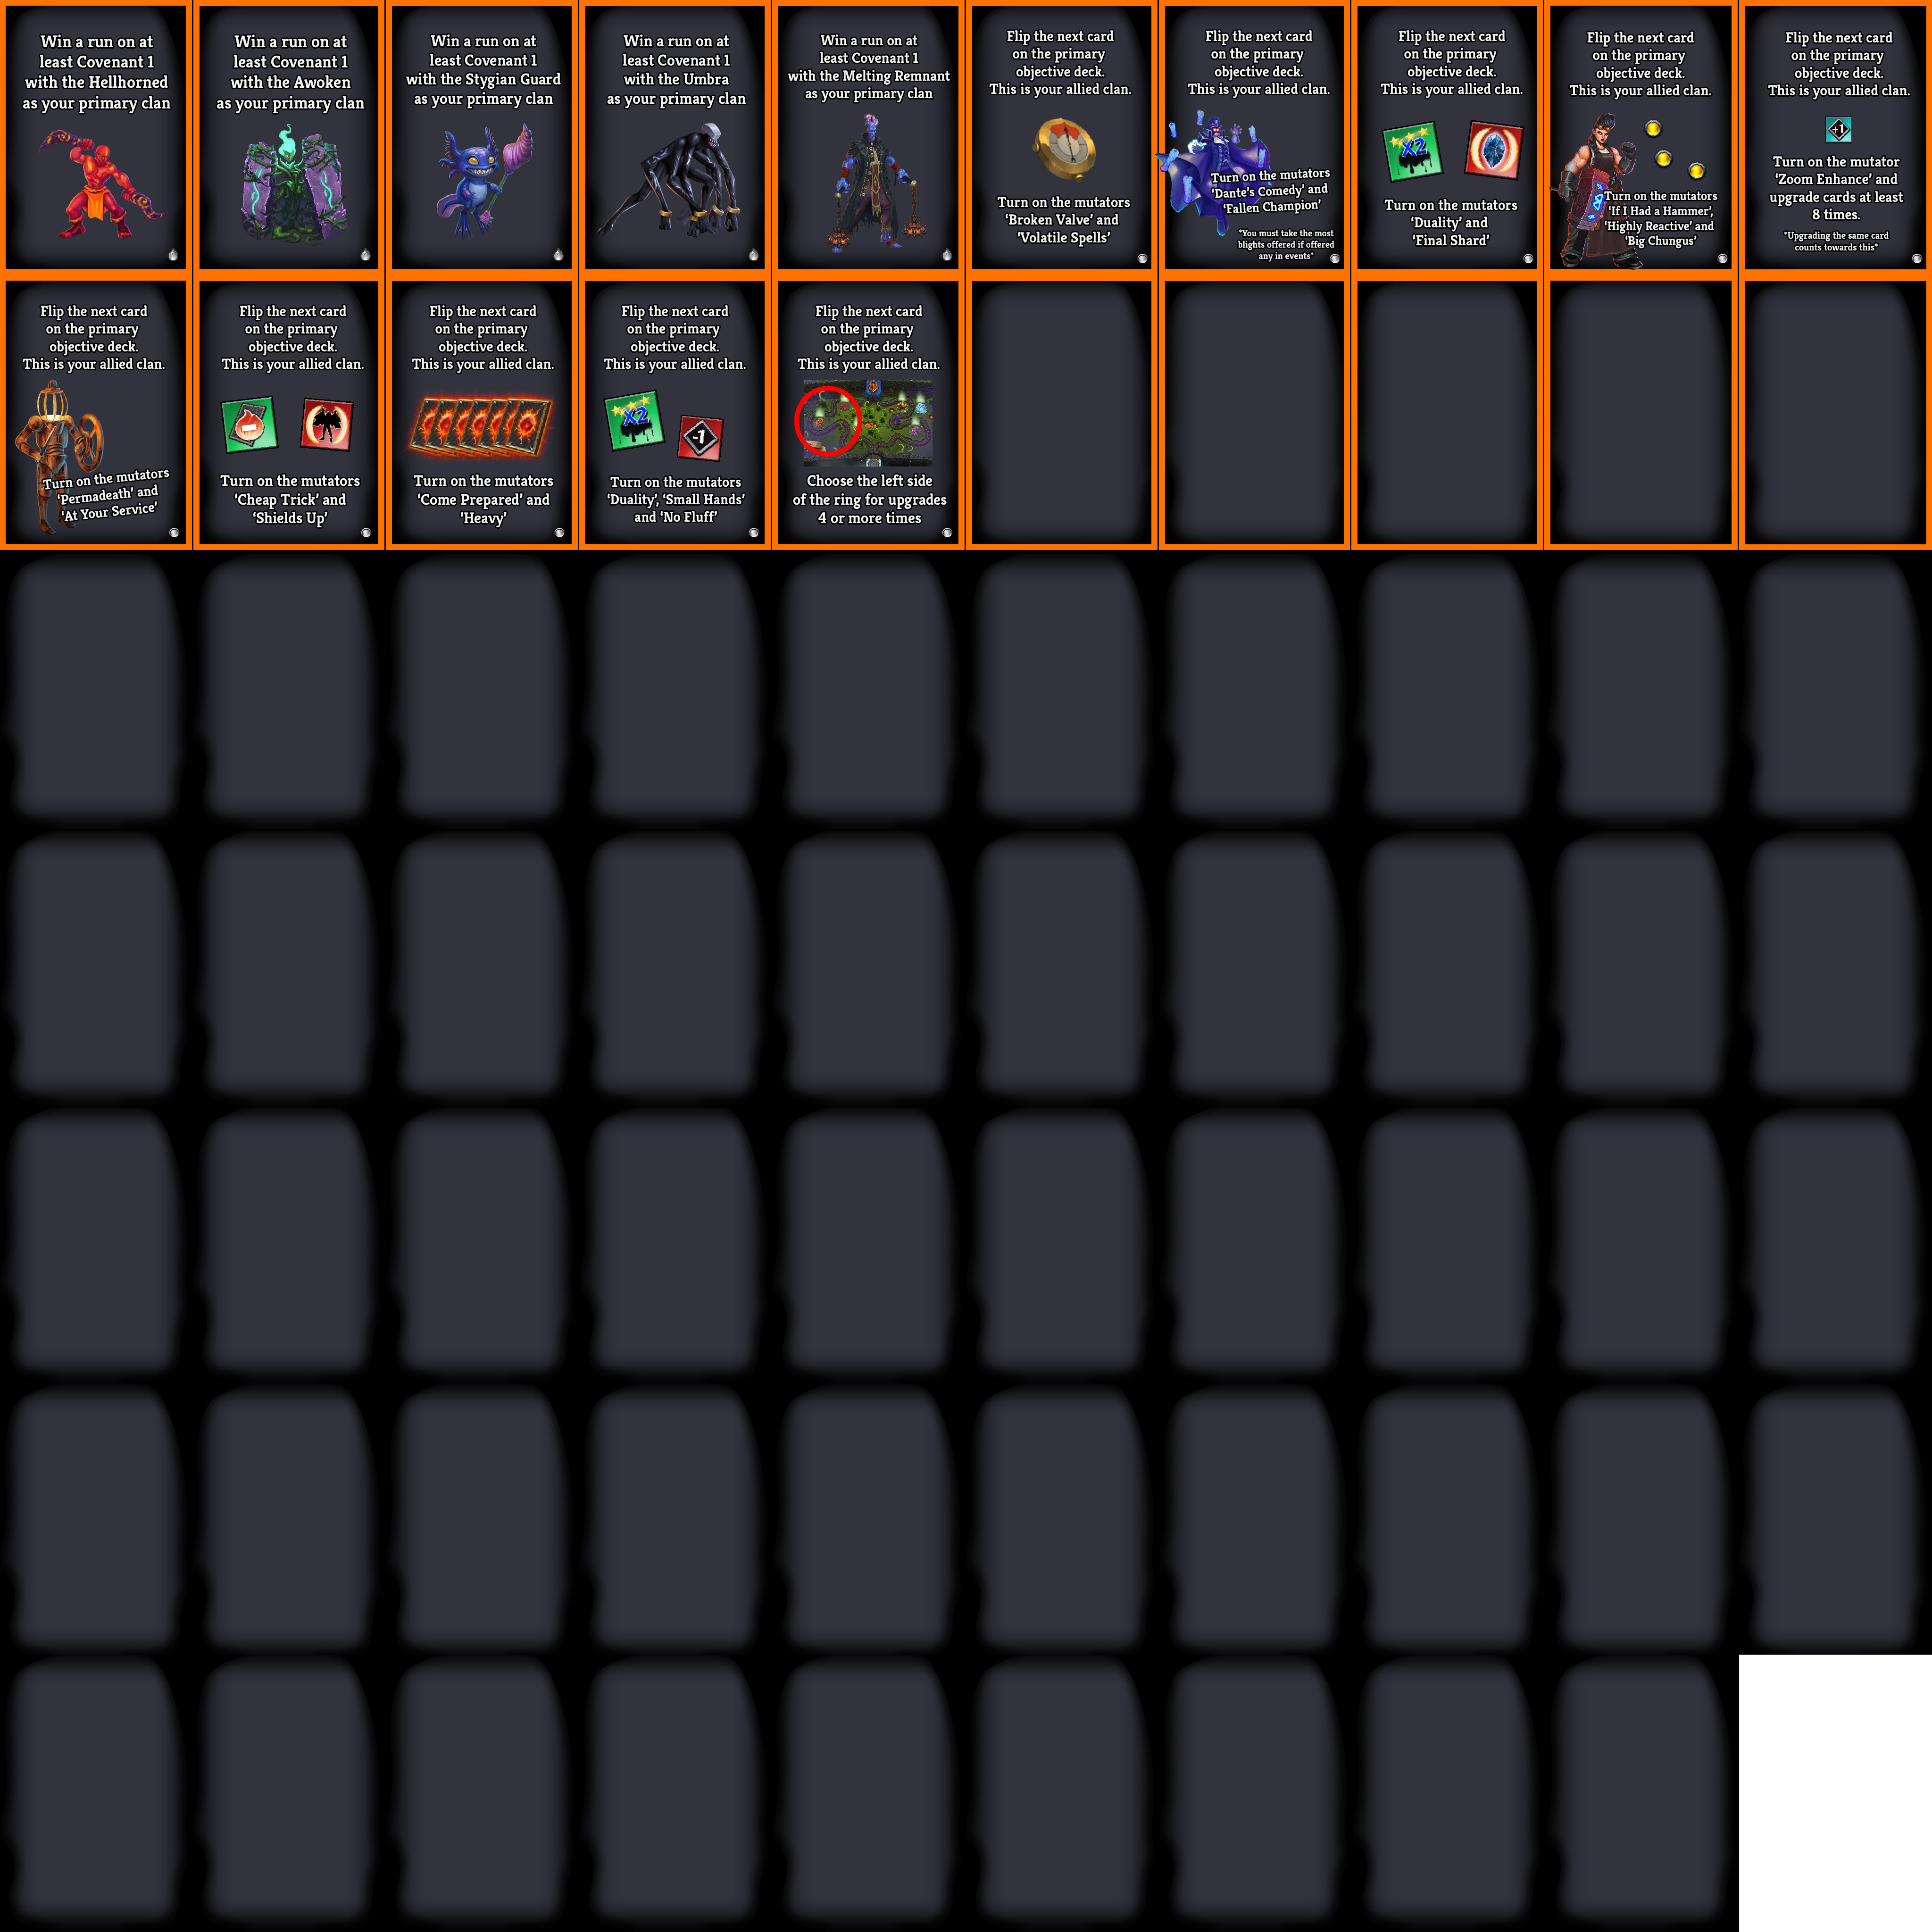 Win a run on at
least Covenant 1
with the Hellhorned
as your primary clan
Win a run on at
least Covenant 1
with the Awoken
as your primary clan
Win a run on at
least Covenant 1
with the Stygian Guard
as your primary clan
Win a run on at
least Covenant 1
with the Umbra
as your primary clan
Win a run on at
least Covenant 1
with the Melting Remnant
as your primary clan
Flip the next card
on the primary
objective deck.
This is your allied clan.
Turn on the mutators
‘Broken Valve’ and
‘Volatile Spells’
Flip the next card
on the primary
objective deck.
This is your allied clan.
Turn on the mutators
‘Dante’s Comedy’ and
‘Fallen Champion’
*You must take the most
blights offered if offered
any in events*
Flip the next card
on the primary
objective deck.
This is your allied clan.
X2
Turn on the mutators
‘Duality’ and
‘Final Shard’
Flip the next card
on the primary
objective deck.
This is your allied clan.
Turn on the mutators
‘If I Had a Hammer’,
‘Highly Reactive’ and
‘Big Chungus’
Flip the next card
on the primary
objective deck.
This is your allied clan.
+1
Turn on the mutator
‘Zoom Enhance’ and
upgrade cards at least
8 times.
*Upgrading the same card
counts towards this*
Flip the next card
on the primary
objective deck.
This is your allied clan.
Turn on the mutators
‘Permadeath’ and
‘At Your Service’
Flip the next card
on the primary
objective deck.
This is your allied clan.
Turn on the mutators
‘Cheap Trick’ and
‘Shields Up’
Flip the next card
on the primary
objective deck.
This is your allied clan.
Turn on the mutators
‘Come Prepared’ and
‘Heavy’
Flip the next card
on the primary
objective deck.
This is your allied clan.
X2
-1
Turn on the mutators
‘Duality’, ‘Small Hands’
and ‘No Fluff’
Flip the next card
on the primary
objective deck.
This is your allied clan.
Choose the left side
of the ring for upgrades
4 or more times